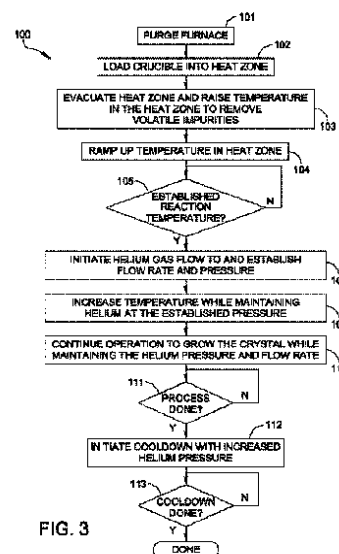 101
100
PURGE FURNACE
102
LOAD CRUCIBLE INTO HEAT ZONE
EVACUATE HEAT ZONE AND RAISE TEMPERATURE
IN THE HEAT ZONE TO REMOVE
VOLATILE IMPURITIES
103
RAMP UP TEMPERATURE IN HEAT ZONE
104
105
ESTABLISHED
REACTION
TEMPERATURE?
N
Y
INITIATE HELIUM GAS FLOW TO AND ESTABLISH
FLOW RATE AND PRESSURE
INCREASE TEMPERATURE WHILE MAINTAINING
HELIUM AT THE ESTABLISHED PRESSURE
CONTINUE OPERATION TO GROW THE CRYSTAL WHILE
MAINTAINING THE HELIUM PRESSURE AND FLOW RATE
111
PROCESS
DONE?
N
Y
112
INITIATE COOLDOWN WITH INCREASED
HELIUM PRESSURE
113
COOLDOWN
DONE?
N
Y
FIG. 3
DONE